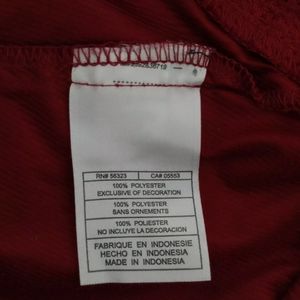 RN# 56323 CA# 05553
100% POLYESTER
EXCLUSIVE OF DECORATION
100% POLYESTER
SANS ORNEMENTS
100% POLIESTER
NO INCLUYE LA DECORACION
FABRIQUE EN INDONESIE
HECHO EN INDONESIA
MADE IN INDONESIA